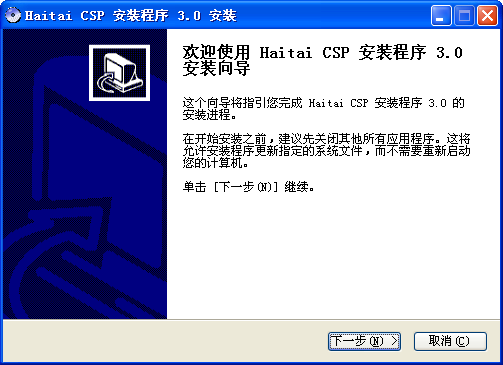 Haitai CSP 安装程序 3.0 安装
欢迎使用 Haitai CSP 安装程序 3.0
安装向导
这个向导将指引您完成 Haitai CSP 安装程序 3.0 的
安装进程。
在开始安装之前，建议先关闭其他所有应用程序。这将
允许安装程序更新指定的系统文件，而不需要重新启动
您的计算机。
单击 [下一步(N)] 继续。
下一步(N) >
取消(C)